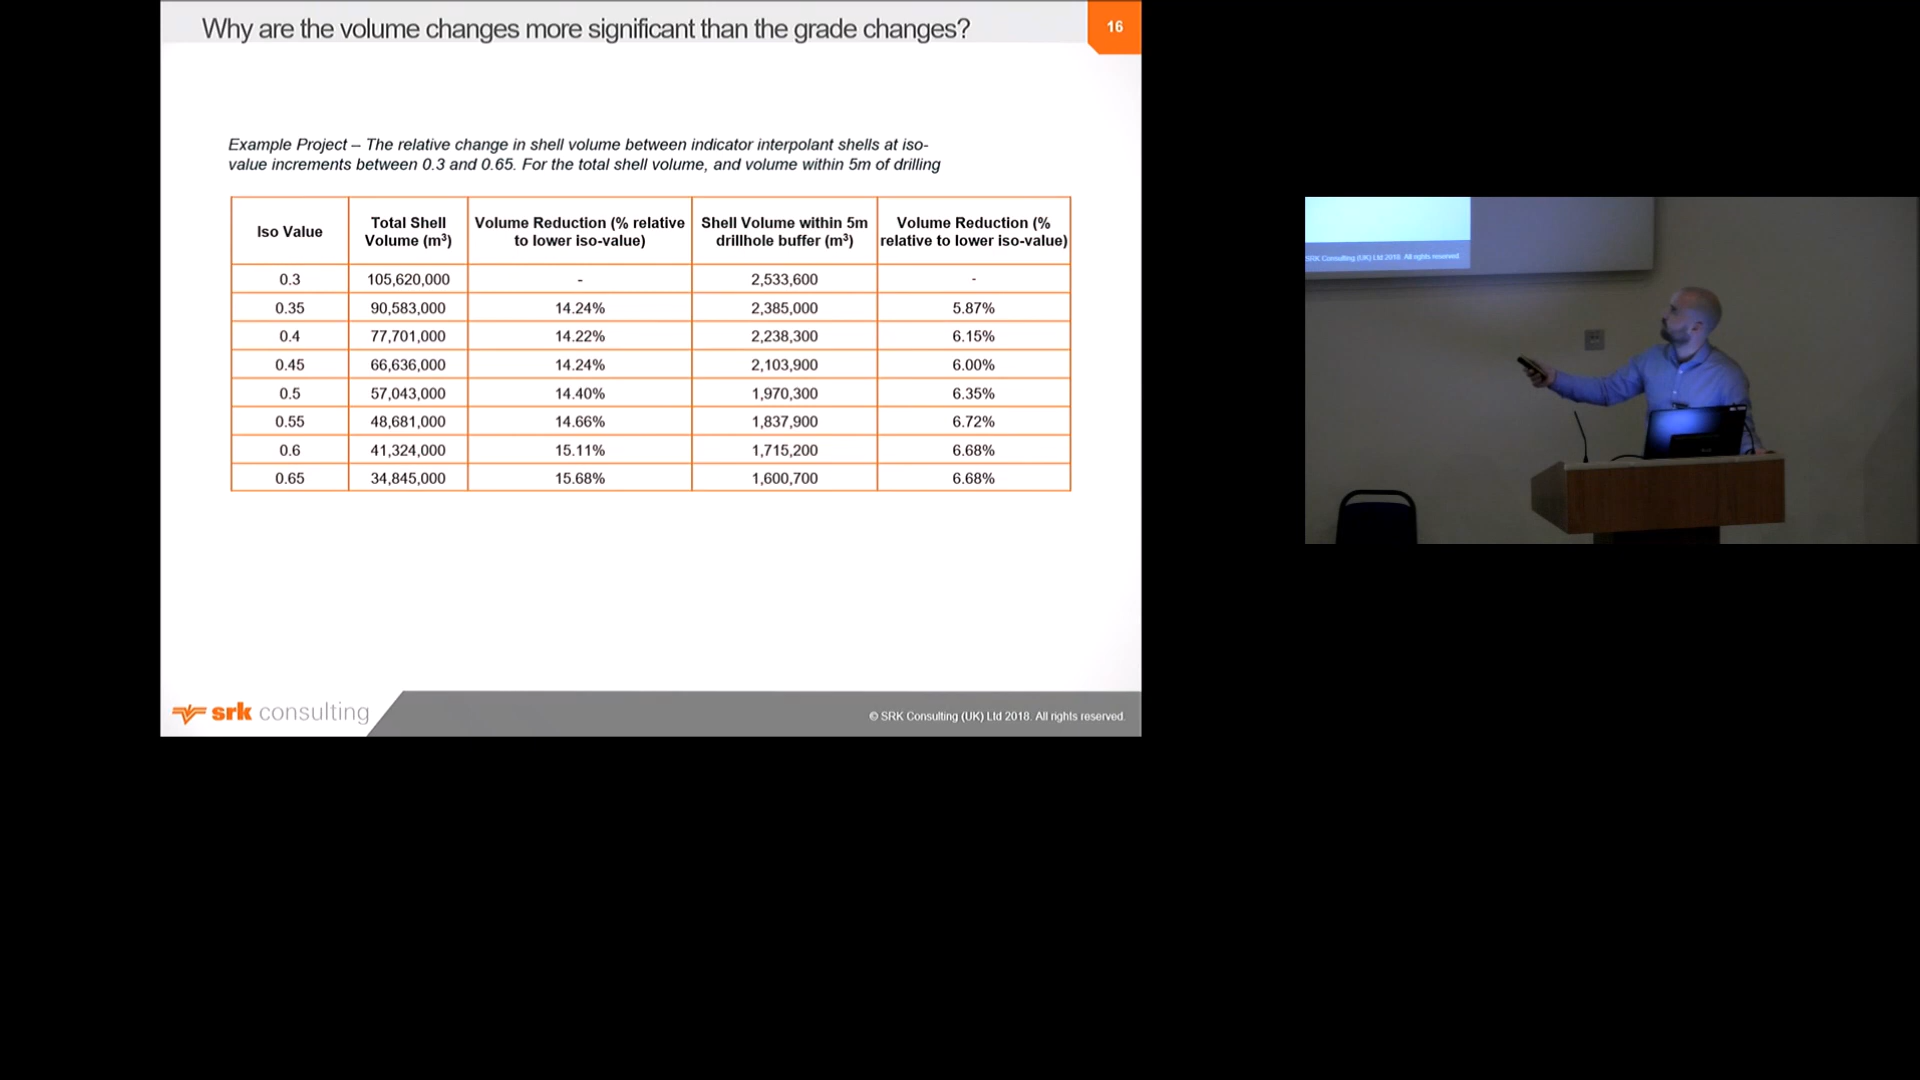 Why are the volume changes more significant than the grade changes?
16
Example Project – The relative change in shell volume between indicator interpolant shells at iso-
value increments between 0.3 and 0.65. For the total shell volume, and volume within 5m of drilling
Iso Value | Total Shell Volume (m³) | Volume Reduction (% relative to lower iso-value) | Shell Volume within 5m drillhole buffer (m³) | Volume Reduction (% relative to lower iso-value)
0.3 | 105,620,000 | - | 2,533,600 | -
0.35 | 90,583,000 | 14.24% | 2,385,000 | 5.87%
0.4 | 77,701,000 | 14.22% | 2,238,300 | 6.15%
0.45 | 66,636,000 | 14.24% | 2,103,900 | 6.00%
0.5 | 57,043,000 | 14.40% | 1,970,300 | 6.35%
0.55 | 48,681,000 | 14.66% | 1,837,900 | 6.72%
0.6 | 41,324,000 | 15.11% | 1,715,200 | 6.68%
0.65 | 34,845,000 | 15.68% | 1,600,700 | 6.68%
srk consulting
© SRK Consulting (UK) Ltd 2018. All rights reserved.
SRK Consulting (UK) Ltd 2018. All rights reserved.